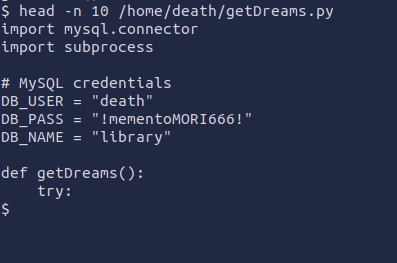 $ head -n 10 /home/death/getDreams.py
import mysql.connector
import subprocess

# MySQL credentials
DB_USER = "death"
DB_PASS = "!mementoMORI666!"
DB_NAME = "library"

def getDreams():
    try:
$